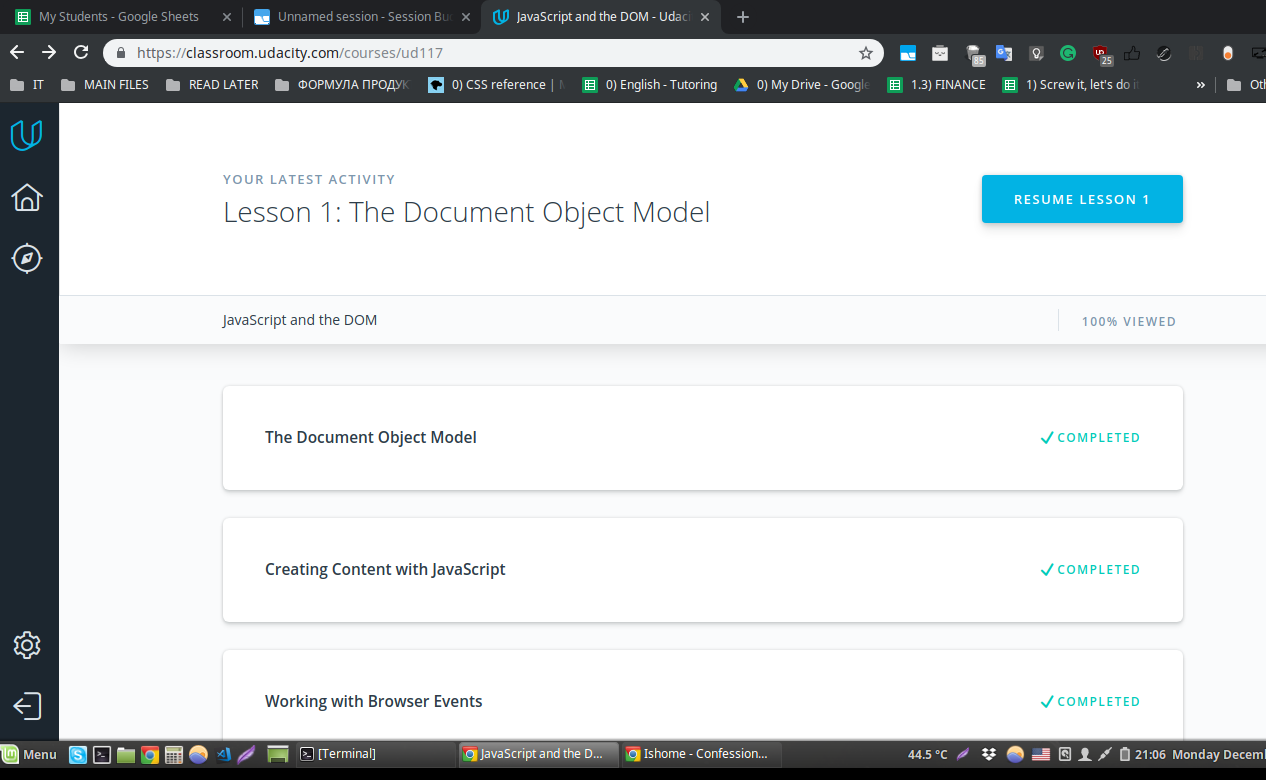 My Students - Google Sheets
Unnamed session - Session Bu
JavaScript and the DOM - Udaci
https://classroom.udacity.com/courses/ud117
85
25
IT
MAIN FILES
READ LATER
ФОРМУЛА ПРОДУК
0) CSS reference |
0) English - Tutoring
0) My Drive - Google
1.3) FINANCE
1) Screw it, let's do it
»
Oth
YOUR LATEST ACTIVITY
Lesson 1: The Document Object Model
RESUME LESSON 1
JavaScript and the DOM
100% VIEWED
The Document Object Model
COMPLETED
Creating Content with JavaScript
COMPLETED
Working with Browser Events
COMPLETED
Menu
[Terminal]
JavaScript and the D...
Ishome - Confession...
44.5 °C
21:06 Monday Decem